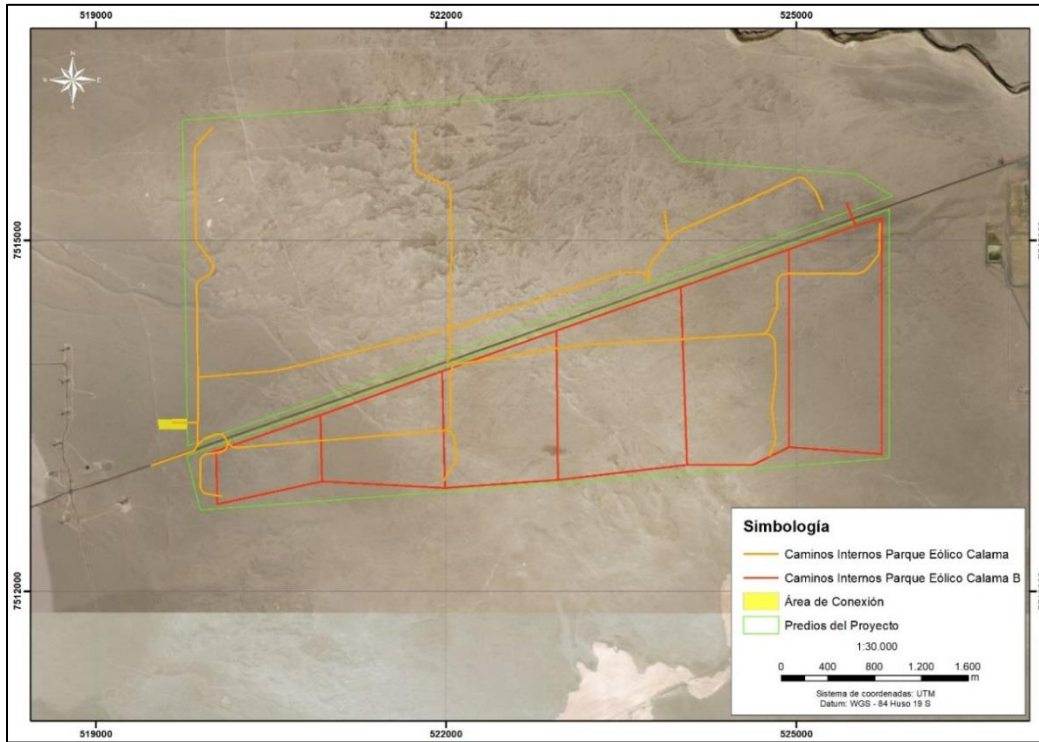 519000 522000 525000
N
7515000
7512000
Simbología
Caminos Internos Parque Eólico Calama
Caminos Internos Parque Eólico Calama B
Área de Conexión
Predios del Proyecto
1:30.000
0 400 800 1.200 1.600
m
Sistema de coordenadas: UTM
Datum: WGS - 84 Huso 19 S
519000 522000 525000